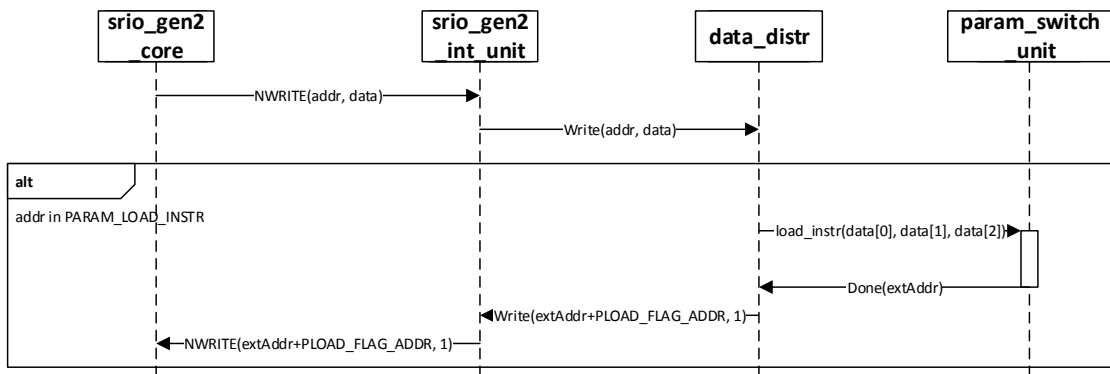 srio_gen2
_core
srio_gen2
_int_unit
data_distr
param_switch
_unit
NWRITE(addr, data)
Write(addr, data)
alt
addr in PARAM_LOAD_INSTR
load_instr(data[0], data[1], data[2])
Done(extAddr)
Write(extAddr+PLOAD_FLAG_ADDR, 1)
NWRITE(extAddr+PLOAD_FLAG_ADDR, 1)